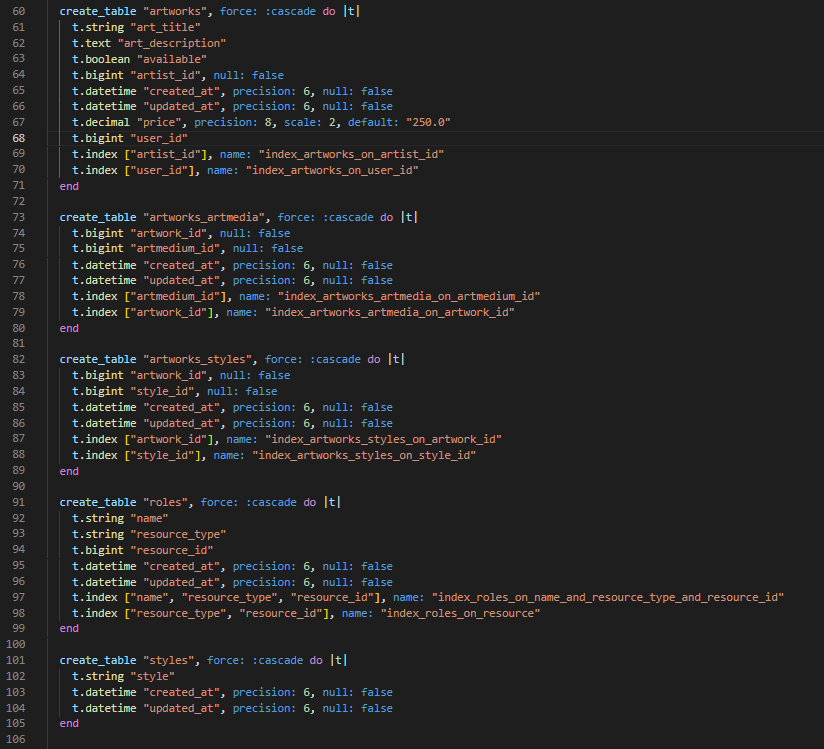 60 create_table "artworks", force: :cascade do |t|
61 t.string "art_title"
62 t.text "art_description"
63 t.boolean "available"
64 t.bigint "artist_id", null: false
65 t.datetime "created_at", precision: 6, null: false
66 t.datetime "updated_at", precision: 6, null: false
67 t.decimal "price", precision: 8, scale: 2, default: "250.0"
68 t.bigint "user_id"
69 t.index ["artist_id"], name: "index_artworks_on_artist_id"
70 t.index ["user_id"], name: "index_artworks_on_user_id"
71 end
72
73 create_table "artworks_artmedia", force: :cascade do |t|
74 t.bigint "artwork_id", null: false
75 t.bigint "artmedium_id", null: false
76 t.datetime "created_at", precision: 6, null: false
77 t.datetime "updated_at", precision: 6, null: false
78 t.index ["artmedium_id"], name: "index_artworks_artmedia_on_artmedium_id"
79 t.index ["artwork_id"], name: "index_artworks_artmedia_on_artwork_id"
80 end
81
82 create_table "artworks_styles", force: :cascade do |t|
83 t.bigint "artwork_id", null: false
84 t.bigint "style_id", null: false
85 t.datetime "created_at", precision: 6, null: false
86 t.datetime "updated_at", precision: 6, null: false
87 t.index ["artwork_id"], name: "index_artworks_styles_on_artwork_id"
88 t.index ["style_id"], name: "index_artworks_styles_on_style_id"
89 end
90
91 create_table "roles", force: :cascade do |t|
92 t.string "name"
93 t.string "resource_type"
94 t.bigint "resource_id"
95 t.datetime "created_at", precision: 6, null: false
96 t.datetime "updated_at", precision: 6, null: false
97 t.index ["name", "resource_type", "resource_id"], name: "index_roles_on_name_and_resource_type_and_resource_id"
98 t.index ["resource_type", "resource_id"], name: "index_roles_on_resource"
99 end
100
101 create_table "styles", force: :cascade do |t|
102 t.string "style"
103 t.datetime "created_at", precision: 6, null: false
104 t.datetime "updated_at", precision: 6, null: false
105 end
106